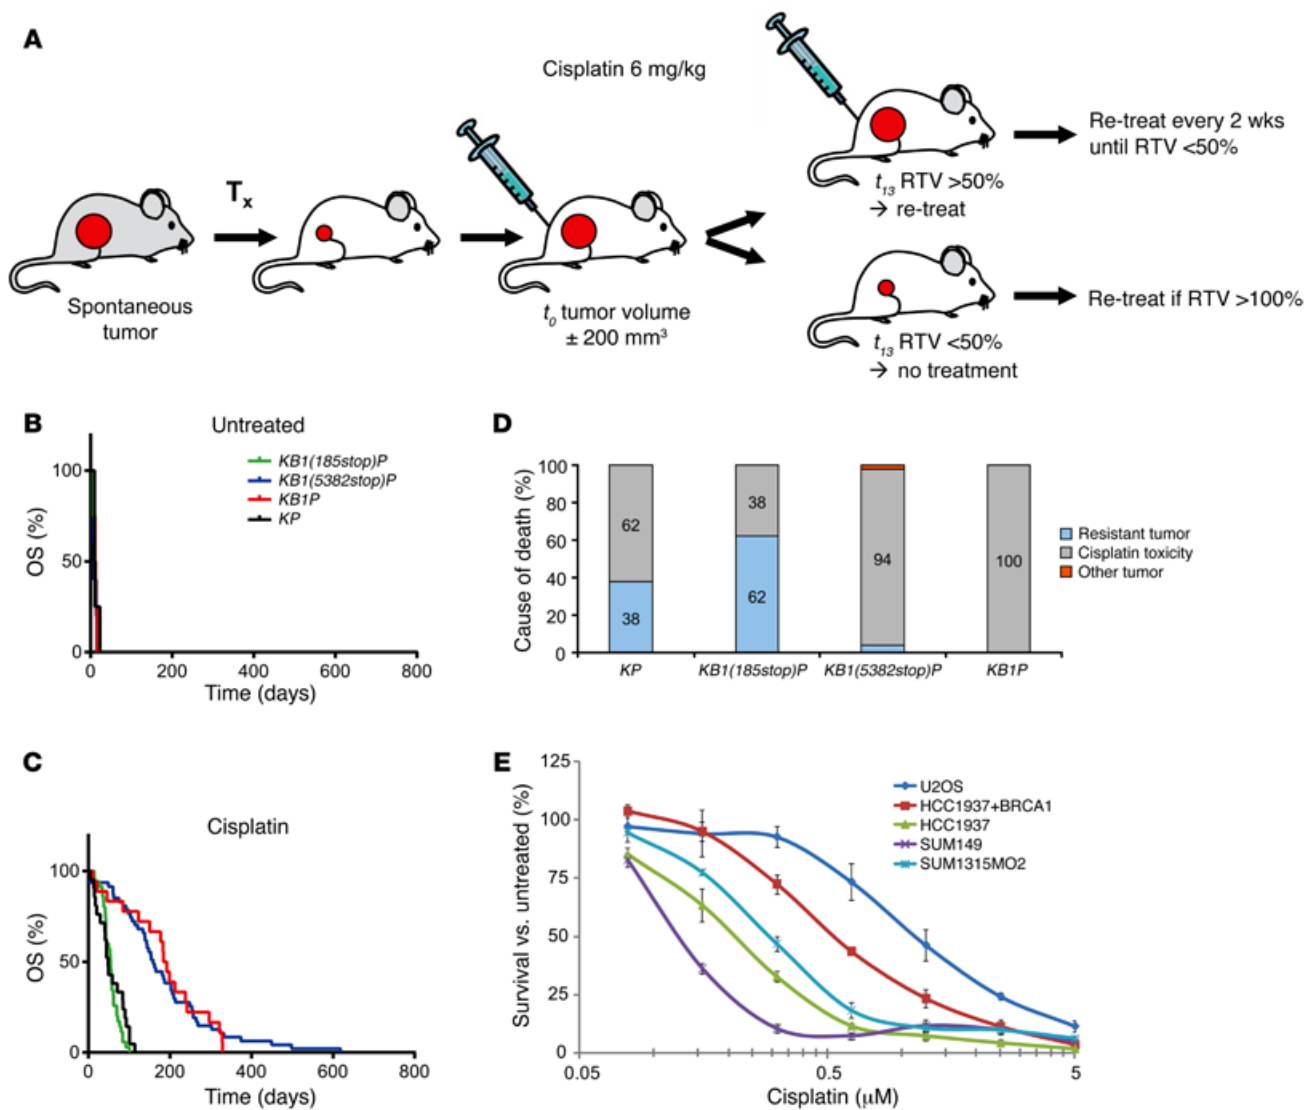 A
Cisplatin 6 mg/kg
Tx
Spontaneous
tumor
t0 tumor volume
± 200 mm³
t13 RTV >50%
→ re-treat
Re-treat every 2 wks
until RTV <50%
t13 RTV <50%
→ no treatment
Re-treat if RTV >100%
B
Untreated
KB1(185stop)P
KB1(5382stop)P
KB1P
KP
OS (%)
100
50
0
0 200 400 600 800
Time (days)
C
Cisplatin
OS (%)
100
50
0
0 200 400 600 800
Time (days)
D
Cause of death (%)
100
80
60
40
20
0
62
38
38
62
94
100
KP KB1(185stop)P KB1(5382stop)P KB1P
Resistant tumor
Cisplatin toxicity
Other tumor
E
Survival vs. untreated (%)
125
100
75
50
25
0
U2OS
HCC1937+BRCA1
HCC1937
SUM149
SUM1315MO2
0.05 0.5 5
Cisplatin (µM)